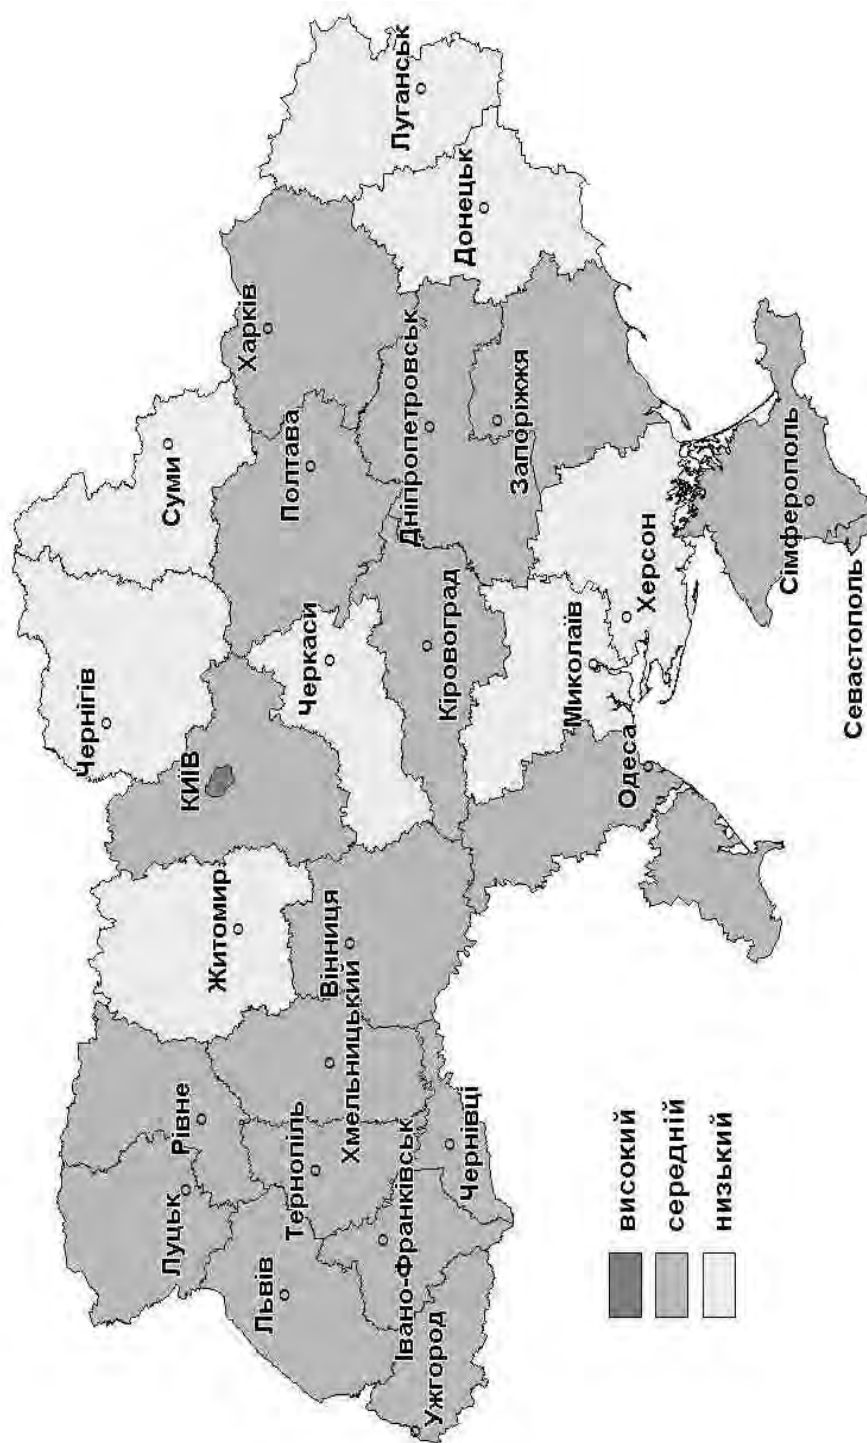 Чернігів
Суми
Луцьк
Рівне
Житомир
КИЇВ
Харків
Львів
Тернопіль
Хмельницький
Вінниця
Черкаси
Полтава
Луганськ
Ужгород
Івано-Франківськ
Чернівці
Кіровоград
Дніпропетровськ
Донецьк
Запоріжжя
Миколаїв
Одеса
Херсон
Сімферополь
Севастополь
високий
середній
низький